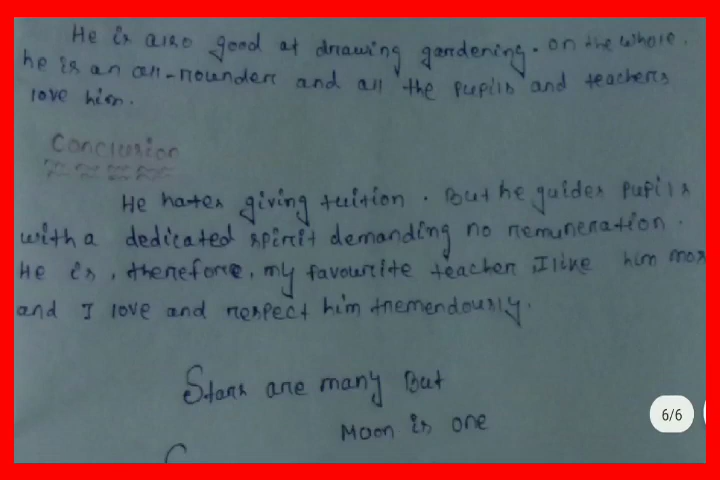 He is also good at drawing gardening. On the whole.
he is an all-rounder and all the pupils and teachers
love him.
Conclusion
He hates giving tuition. But he guides pupils
with a dedicated spirit demanding no remuneration.
He is, therefore, my favourite teacher. I like him mos
and I love and respect him tremendously.
Stars are many But
Moon is one
6/6